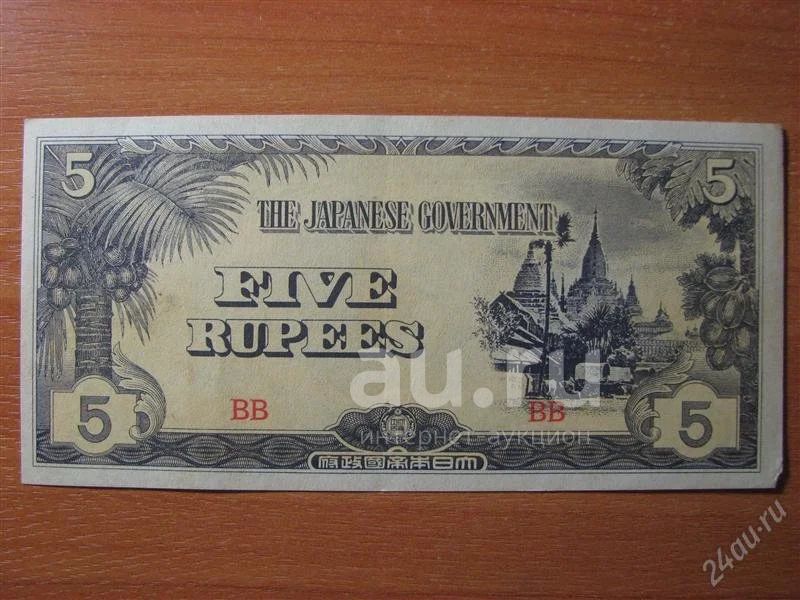 5 5
THE JAPANESE GOVERNMENT
FIVE
RUPEES
au.ru
BB BB
интернет-аукцион
5 5
府政國帝本日大
24au.ru